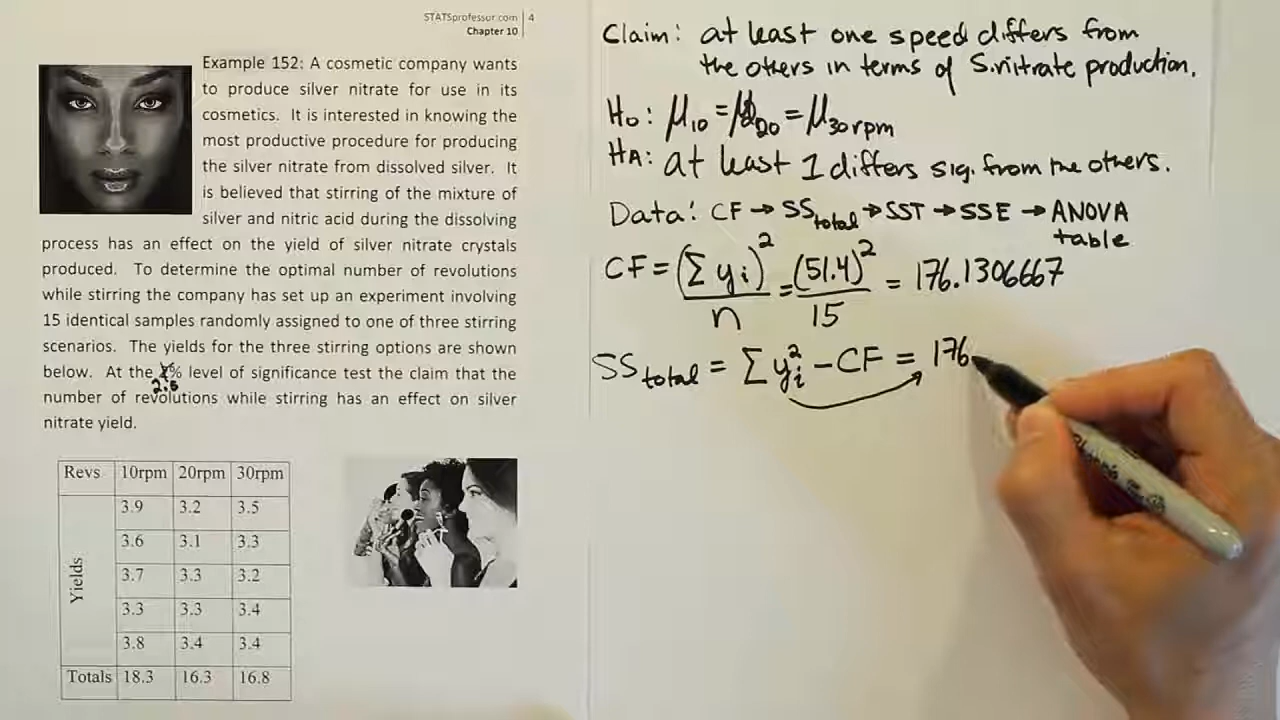 STATSprofessor.com 4
Chapter 10
Example 152: A cosmetic company wants
to produce silver nitrate for use in its
cosmetics. It is interested in knowing the
most productive procedure for producing
the silver nitrate from dissolved silver. It
is believed that stirring of the mixture of
silver and nitric acid during the dissolving
process has an effect on the yield of silver nitrate crystals
produced. To determine the optimal number of revolutions
while stirring the company has set up an experiment involving
15 identical samples randomly assigned to one of three stirring
scenarios. The yields for the three stirring options are shown
below. At the % level of significance test the claim that the
2.5
number of revolutions while stirring has an effect on silver
nitrate yield.
Revs 10rpm 20rpm 30rpm
Yields
3.9 3.2 3.5
3.6 3.1 3.3
3.7 3.3 3.2
3.3 3.3 3.4
3.8 3.4 3.4
Totals 18.3 16.3 16.8
Claim: at least one speed differs from
the others in terms of S.nitrate production.
Ho: μ10 = μ20 = μ30rpm
HA: at least 1 differs sig. from the others.
Data: CF → SStotal → SST → SSE → ANOVA
table
CF = (Σ yi)² / n = (51.4)² / 15 = 176.1306667
SStotal = Σ yi² − CF = 176